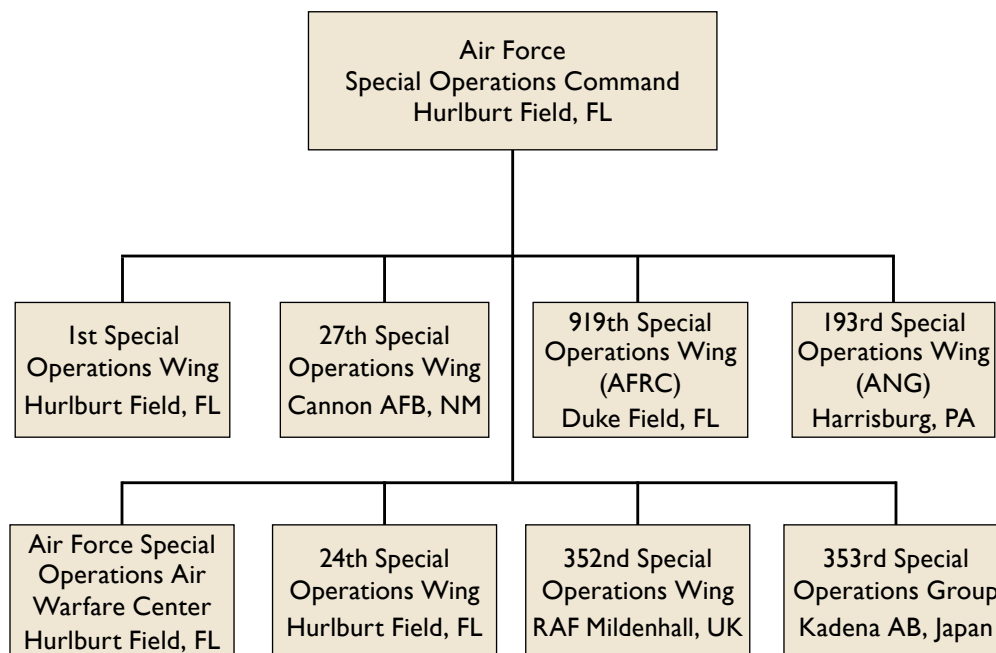 Air Force
Special Operations Command
Hurlburt Field, FL
1st Special
Operations Wing
Hurlburt Field, FL
27th Special
Operations Wing
Cannon AFB, NM
919th Special
Operations Wing
(AFRC)
Duke Field, FL
193rd Special
Operations Wing
(ANG)
Harrisburg, PA
Air Force Special
Operations Air
Warfare Center
Hurlburt Field, FL
24th Special
Operations Wing
Hurlburt Field, FL
352nd Special
Operations Wing
RAF Mildenhall, UK
353rd Special
Operations Group
Kadena AB, Japan